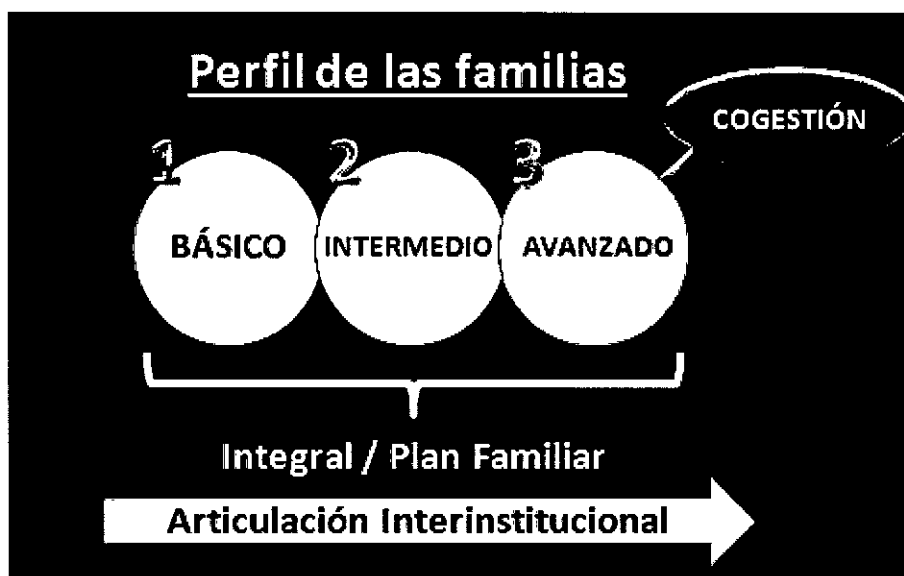 Perfil de las familias
COGESTIÓN
1 2 3
BÁSICO INTERMEDIO AVANZADO
Integral / Plan Familiar
Articulación Interinstitucional